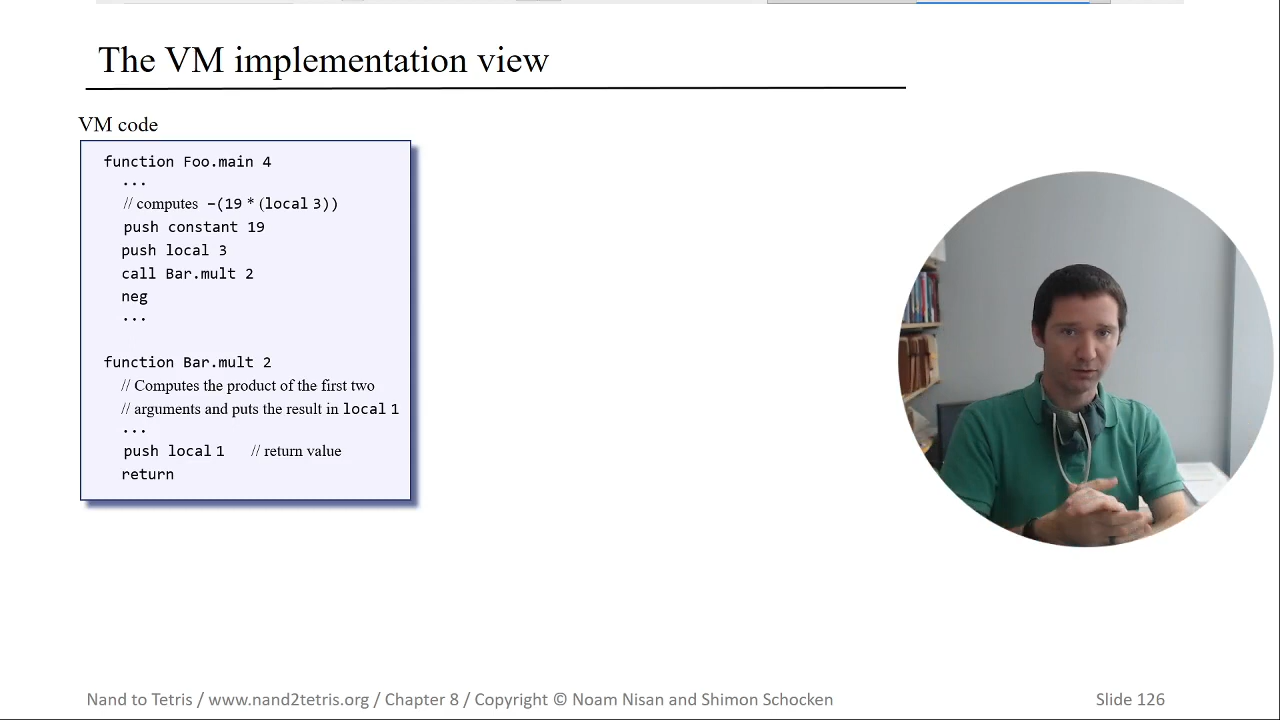 The VM implementation view
VM code
function Foo.main 4
...
// computes -(19 * (local 3))
push constant 19
push local 3
call Bar.mult 2
neg
...
function Bar.mult 2
// Computes the product of the first two
// arguments and puts the result in local 1
...
push local 1 // return value
return
Nand to Tetris / www.nand2tetris.org / Chapter 8 / Copyright © Noam Nisan and Shimon Schocken
Slide 126